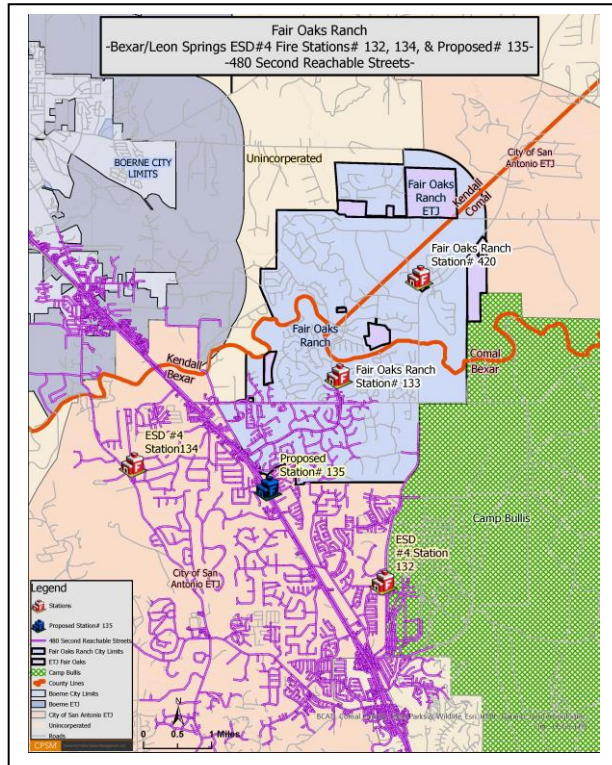 Fair Oaks Ranch
-Bexar/Leon Springs ESD#4 Fire Stations# 132, 134, & Proposed# 135-
-480 Second Reachable Streets-
BOERNE CITY
LIMITS
Unincorporated
City of San
Antonio ETJ
Fair Oaks
Ranch
ETJ
Kendall
Comal
Fair Oaks Ranch
Station# 420
Fair Oaks
Ranch
Kendall
Bexar
Comal
Bexar
Fair Oaks Ranch
Station# 133
ESD #4
Station134
Proposed
Station# 135
Camp Bullis
ESD
#4 Station
132
City of San
Antonio ETJ
Legend
Stations
Proposed Station# 135
480 Second Reachable Streets
Fair Oaks Ranch City Limits
ETJ Fair Oaks
Camp Bullis
County Lines
Boerne City Limits
Boerne ETJ
City of San Antonio ETJ
Unincorporated
Roads
CPSM
N
0 0.5 1 Miles